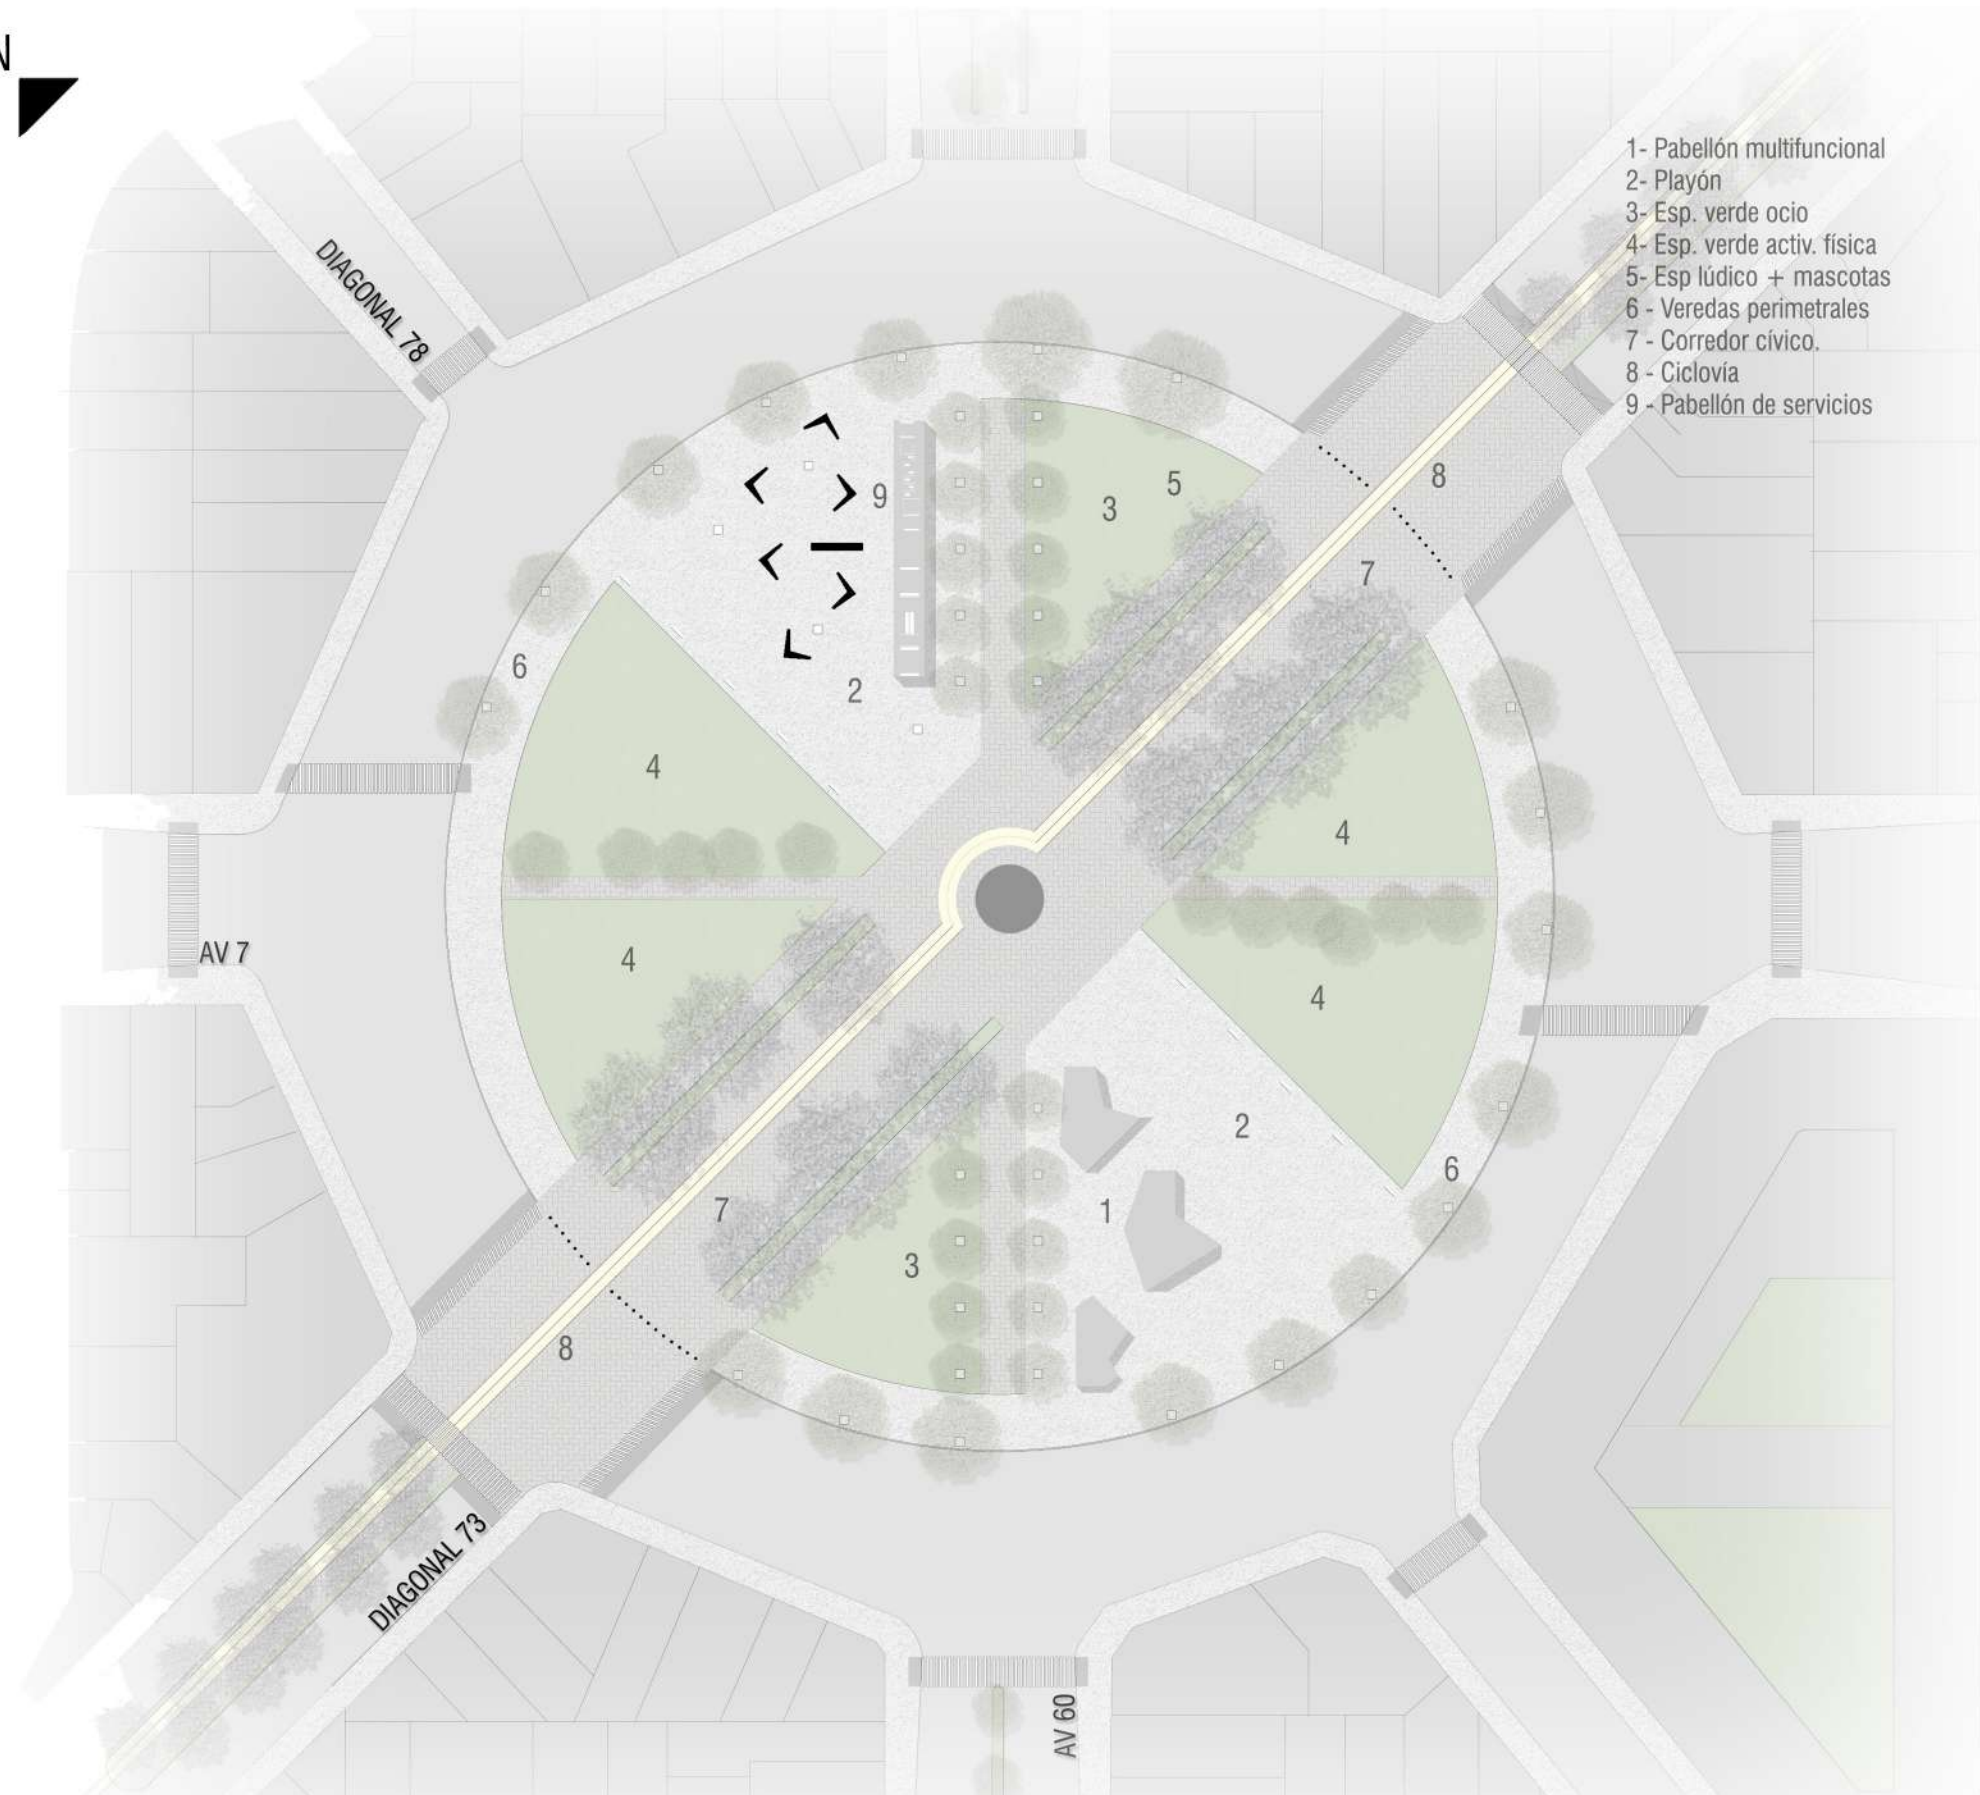 N
1- Pabellón multifuncional
2- Playón
3- Esp. verde ocio
4- Esp. verde activ. física
5- Esp lúdico + mascotas
6 - Veredas perimetrales
7 - Corredor cívico.
8 - Ciclovía
9 - Pabellón de servicios
DIAGONAL 78
8
5
9
3
7
6
2
4
4
AV 7
4
4
2
6
7
1
3
8
DIAGONAL 73
AV 60